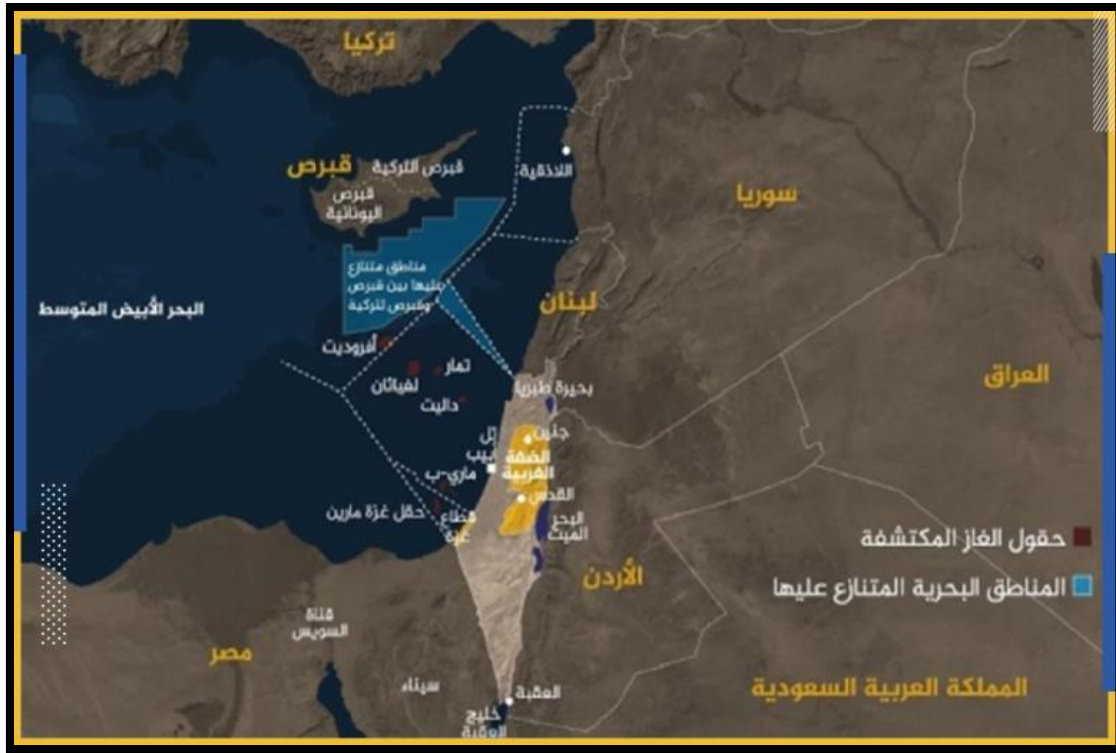 تركيا
قبرص
قبرص التركية
قبرص
اليونانية
اللاذقية
سوريا
مناطق متنازع
عليها بين قبرص
وقبرص لتركية
لبنان
البحر الأبيض المتوسط
أفروديت
تمار
لفياثان
داليت
بحيرة طبريا
العراق
تل
أبيب
جنين
الضفة
الغربية
ماري-ب
القدس
حقل غزة مارين
قطاع
غزة
البحر
الميت
الأردن
حقول الغاز المكتشفة
المناطق البحرية المتنازع عليها
قناة
السويس
مصر
سيناء
العقبة
خليج
العقبة
المملكة العربية السعودية